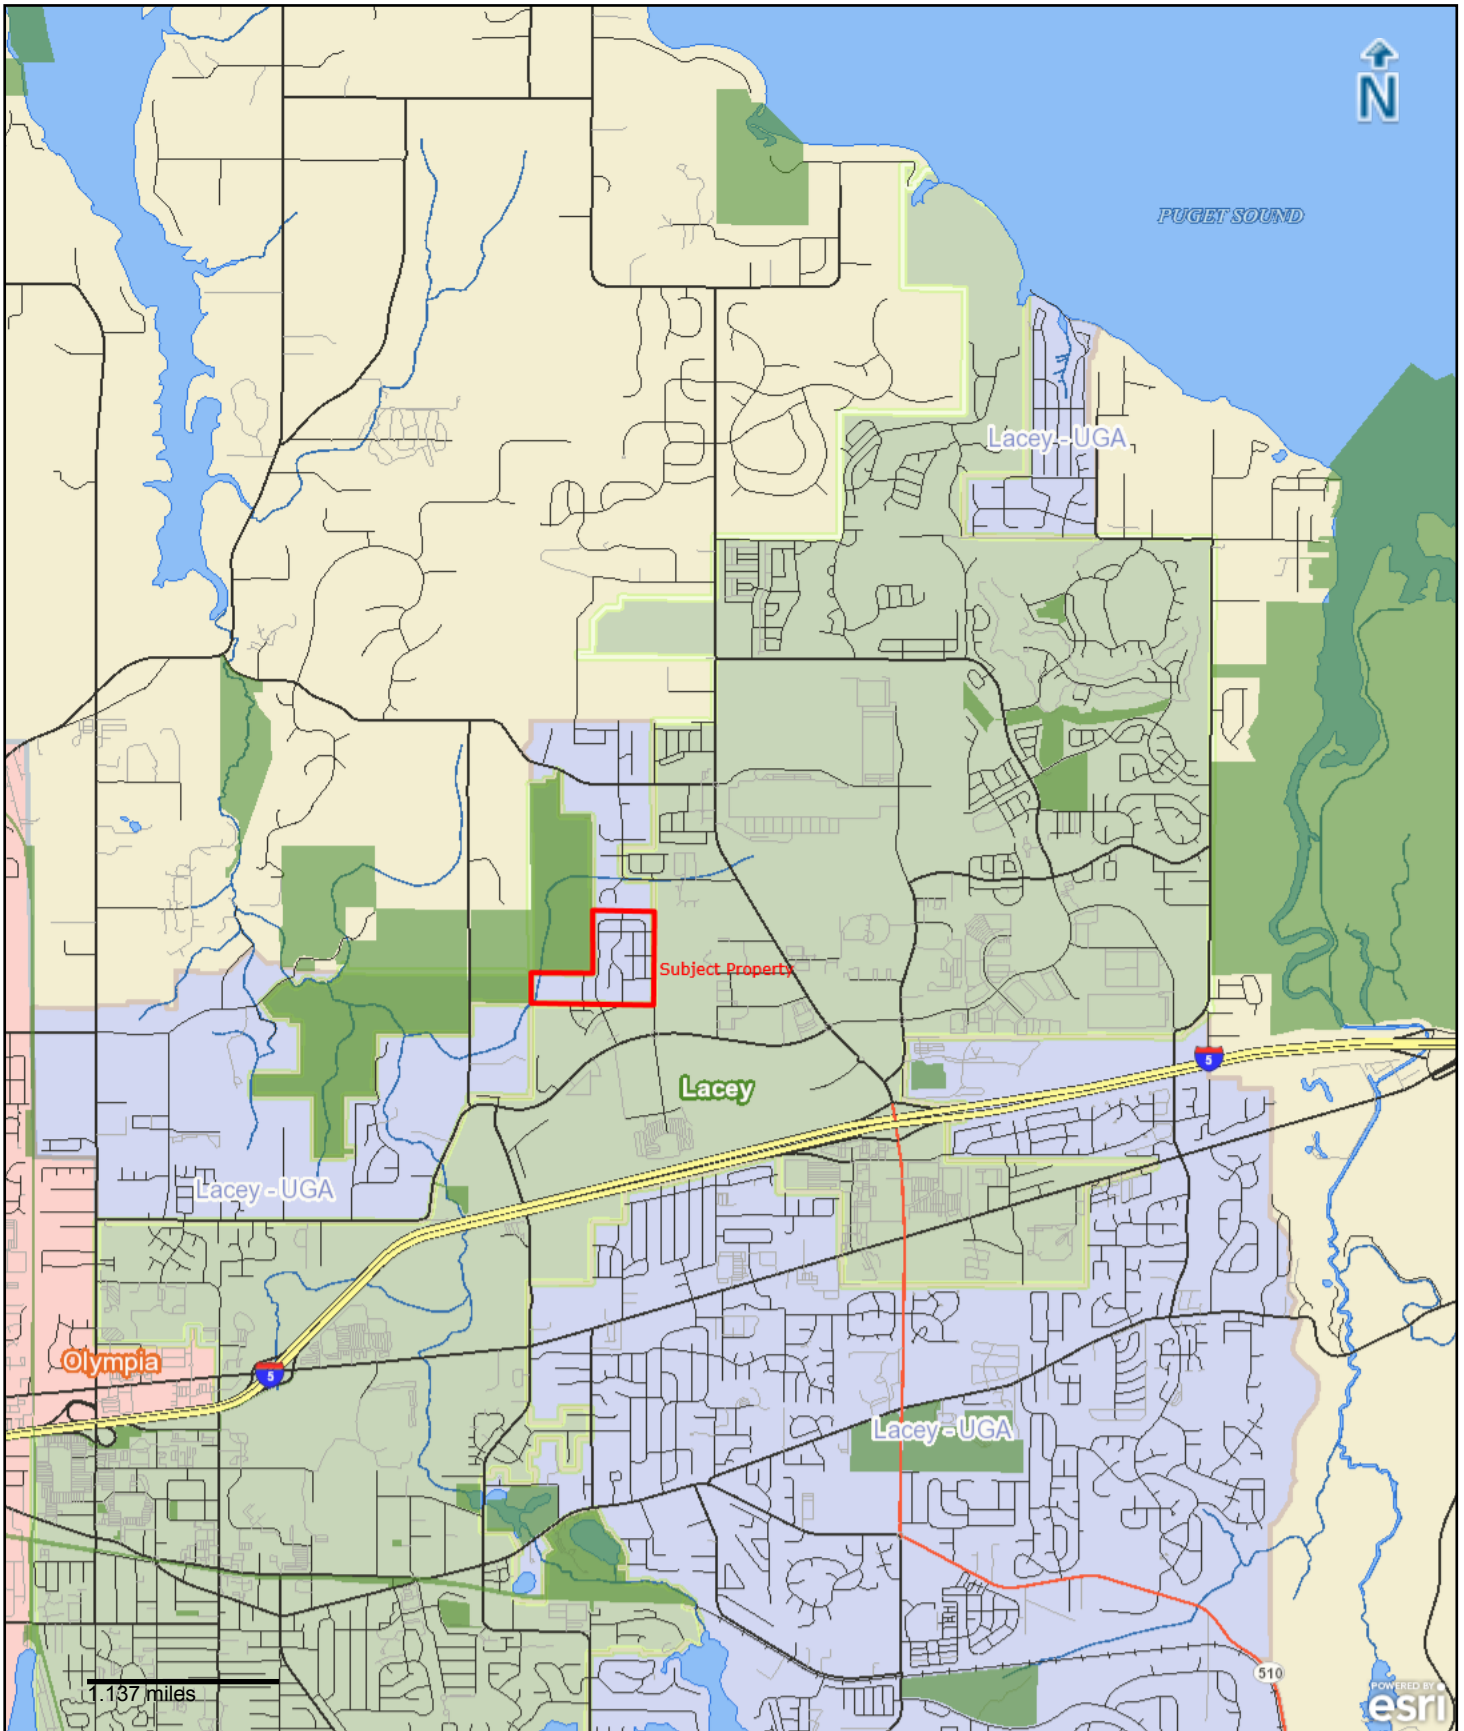 N
PUGET SOUND
Lacey - UGA
Subject Property
5
Lacey
Lacey - UGA
Olympia
5
Lacey - UGA
510
1.137 miles
POWERED BY
esri